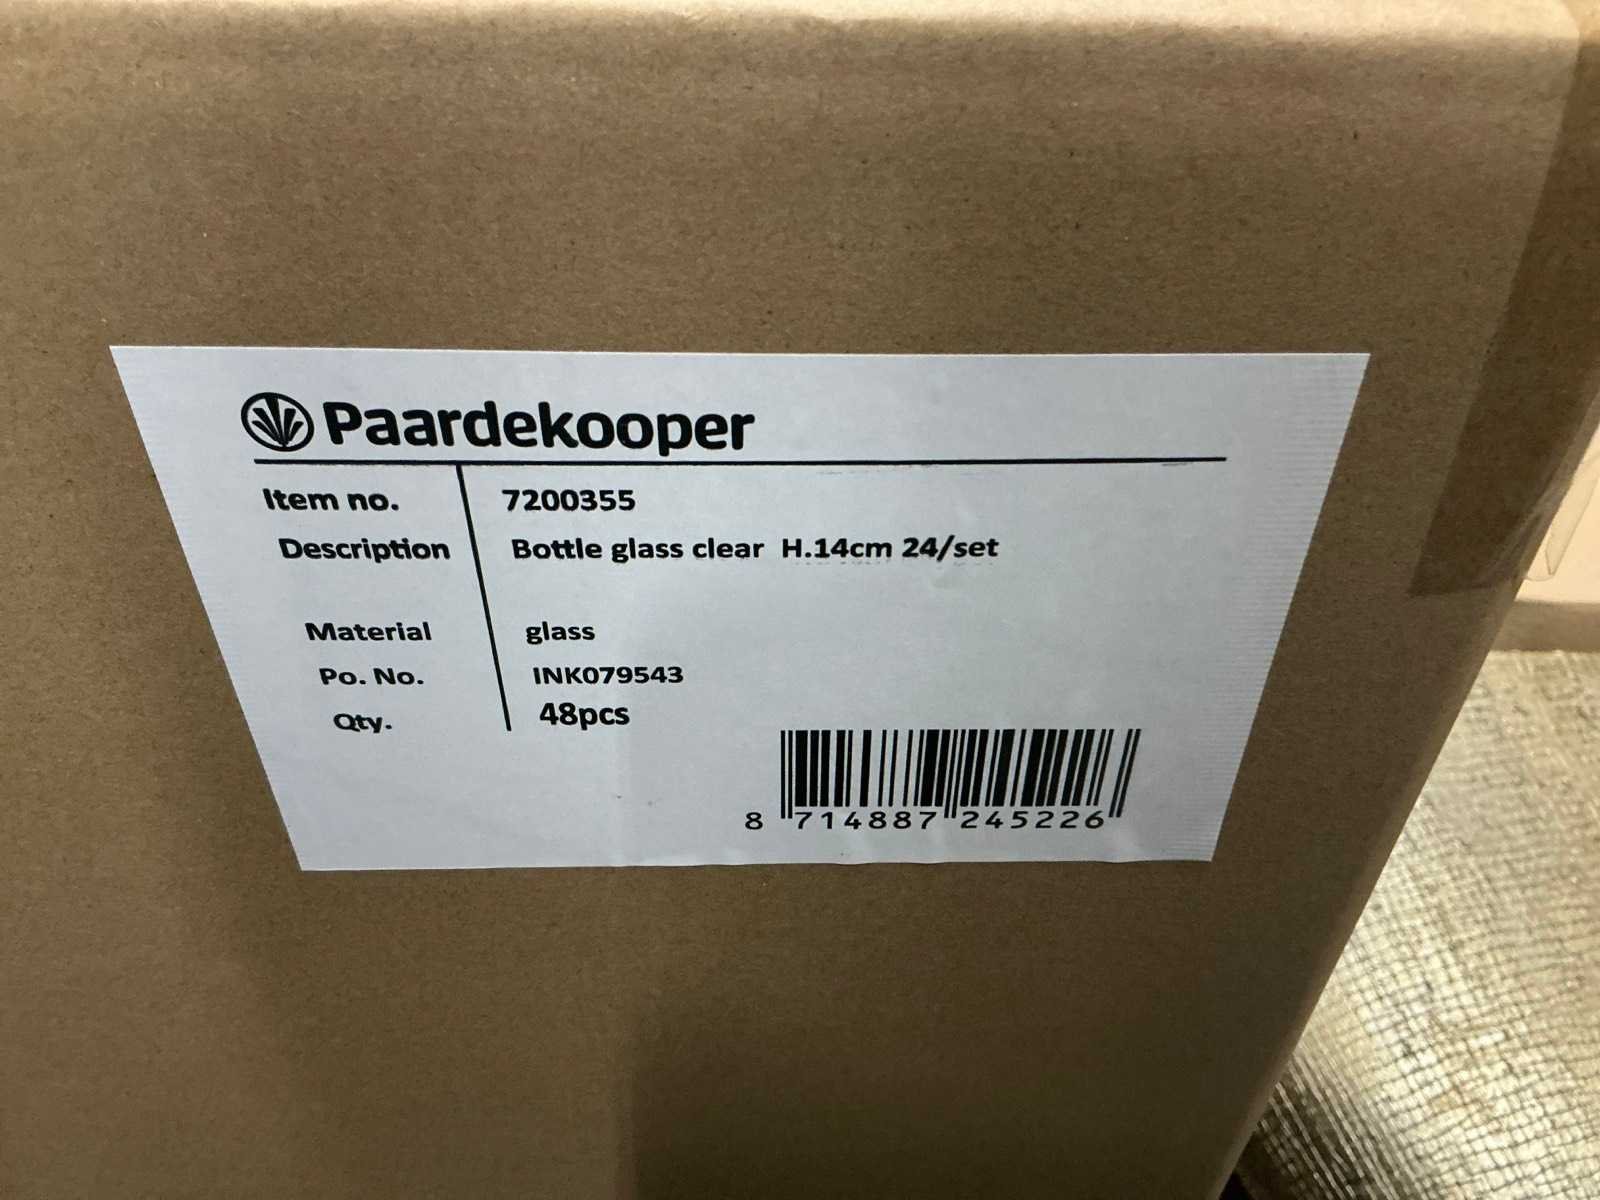 Paardekooper
Item no. 7200355
Description Bottle glass clear H.14cm 24/set
Material glass
Po. No. INK079543
Qty. 48pcs
8 714887 245226